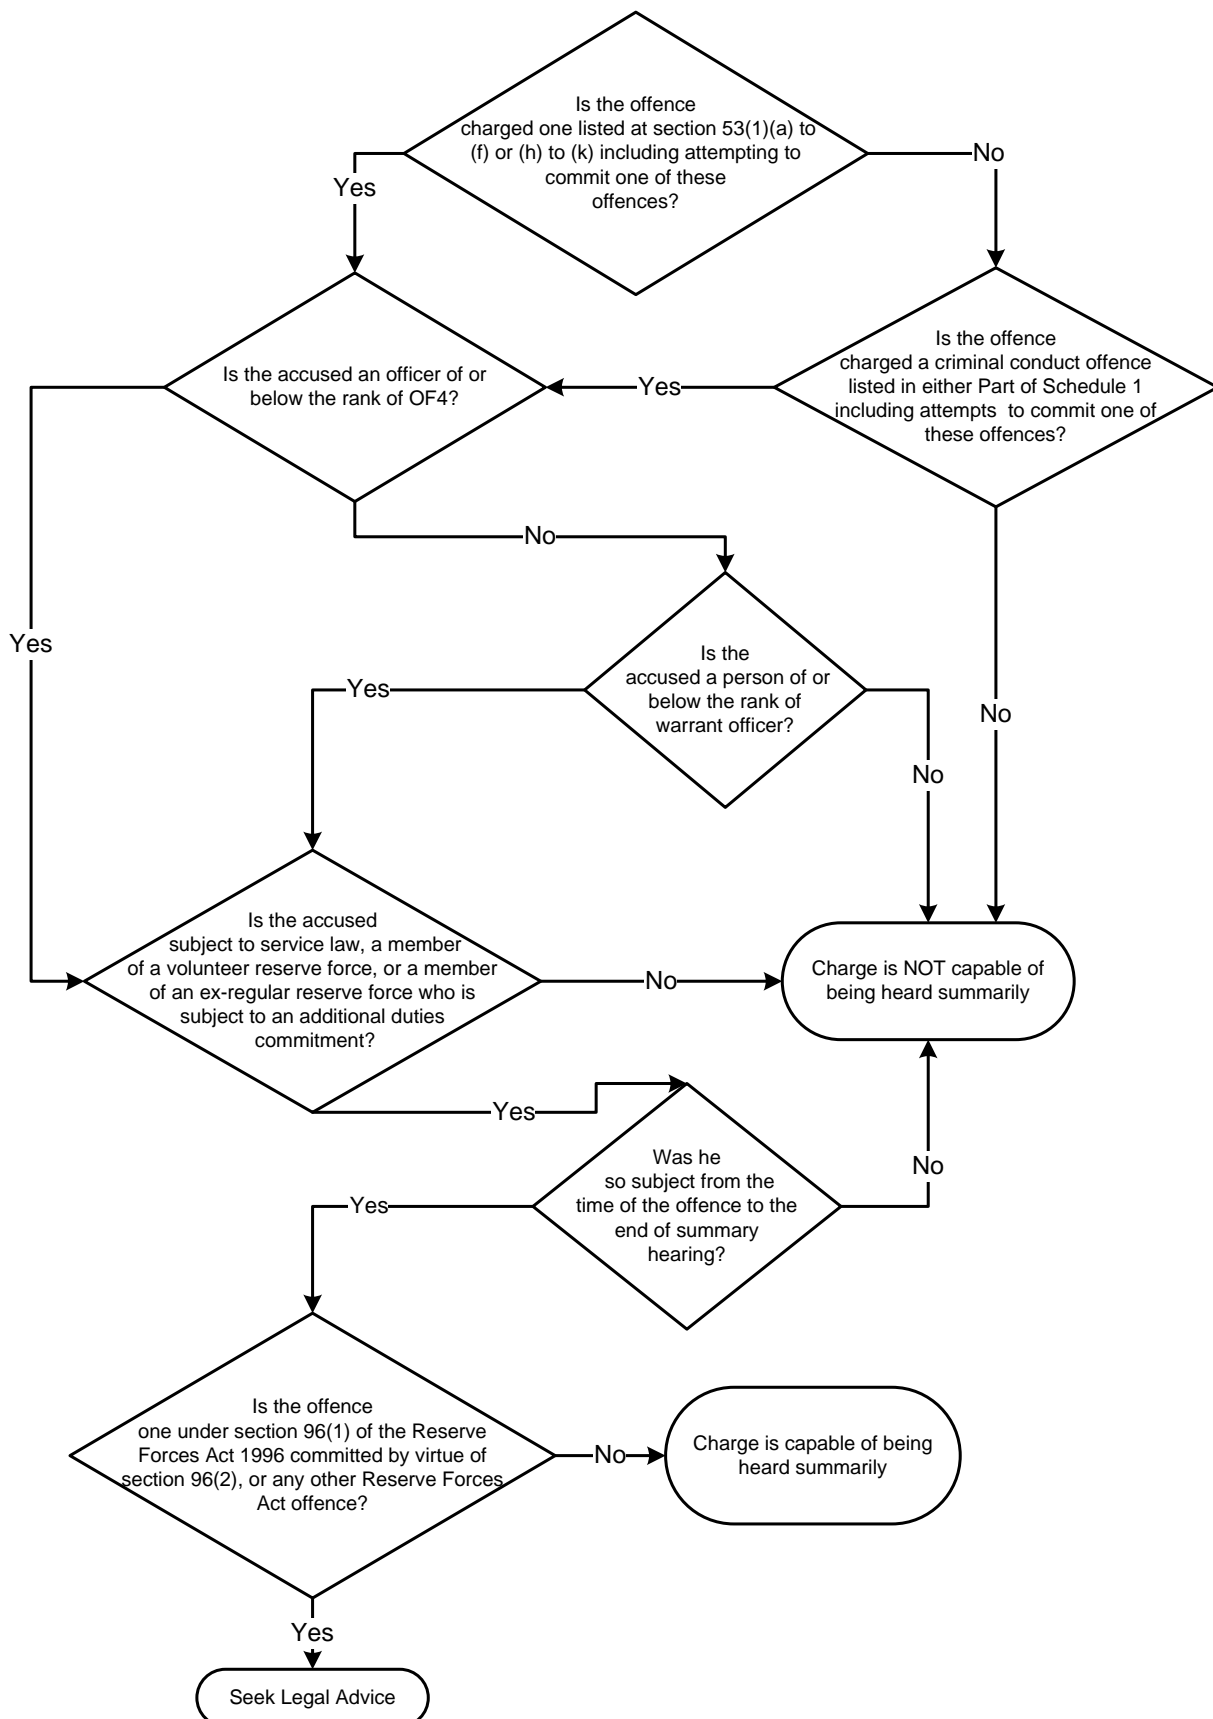 Is the offence
charged one listed at section 53(1)(a) to
(f) or (h) to (k) including attempting to
commit one of these
offences?
Yes
No
Is the accused an officer of or
below the rank of OF4?
Yes
Is the offence
charged a criminal conduct offence
listed in either Part of Schedule 1
including attempts to commit one of
these offences?
No
Yes
Is the
accused a person of or
below the rank of
warrant officer?
Yes
No
No
Is the accused
subject to service law, a member
of a volunteer reserve force, or a member
of an ex-regular reserve force who is
subject to an additional duties
commitment?
No
Charge is NOT capable of
being heard summarily
Yes
Was he
so subject from the
time of the offence to the
end of summary
hearing?
No
Yes
Is the offence
one under section 96(1) of the Reserve
Forces Act 1996 committed by virtue of
section 96(2), or any other Reserve Forces
Act offence?
No
Charge is capable of being
heard summarily
Yes
Seek Legal Advice